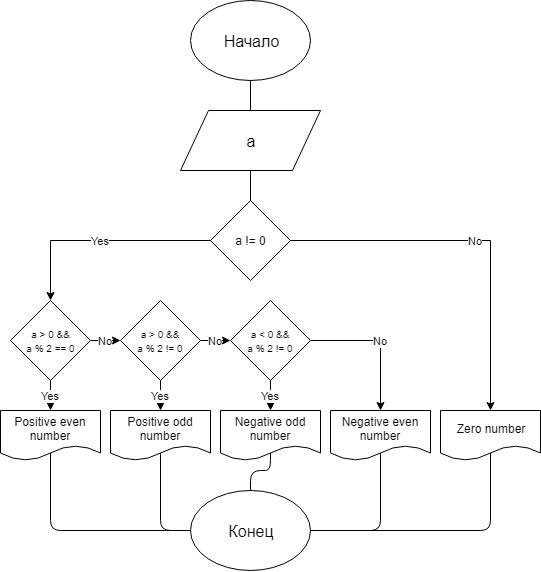 Начало
a
a != 0
Yes
No
a > 0 &&
a % 2 == 0
No
a > 0 &&
a % 2 != 0
No
a < 0 &&
a % 2 != 0
No
Yes
Yes
Yes
Positive even
number
Positive odd
number
Negative odd
number
Negative even
number
Zero number
Конец